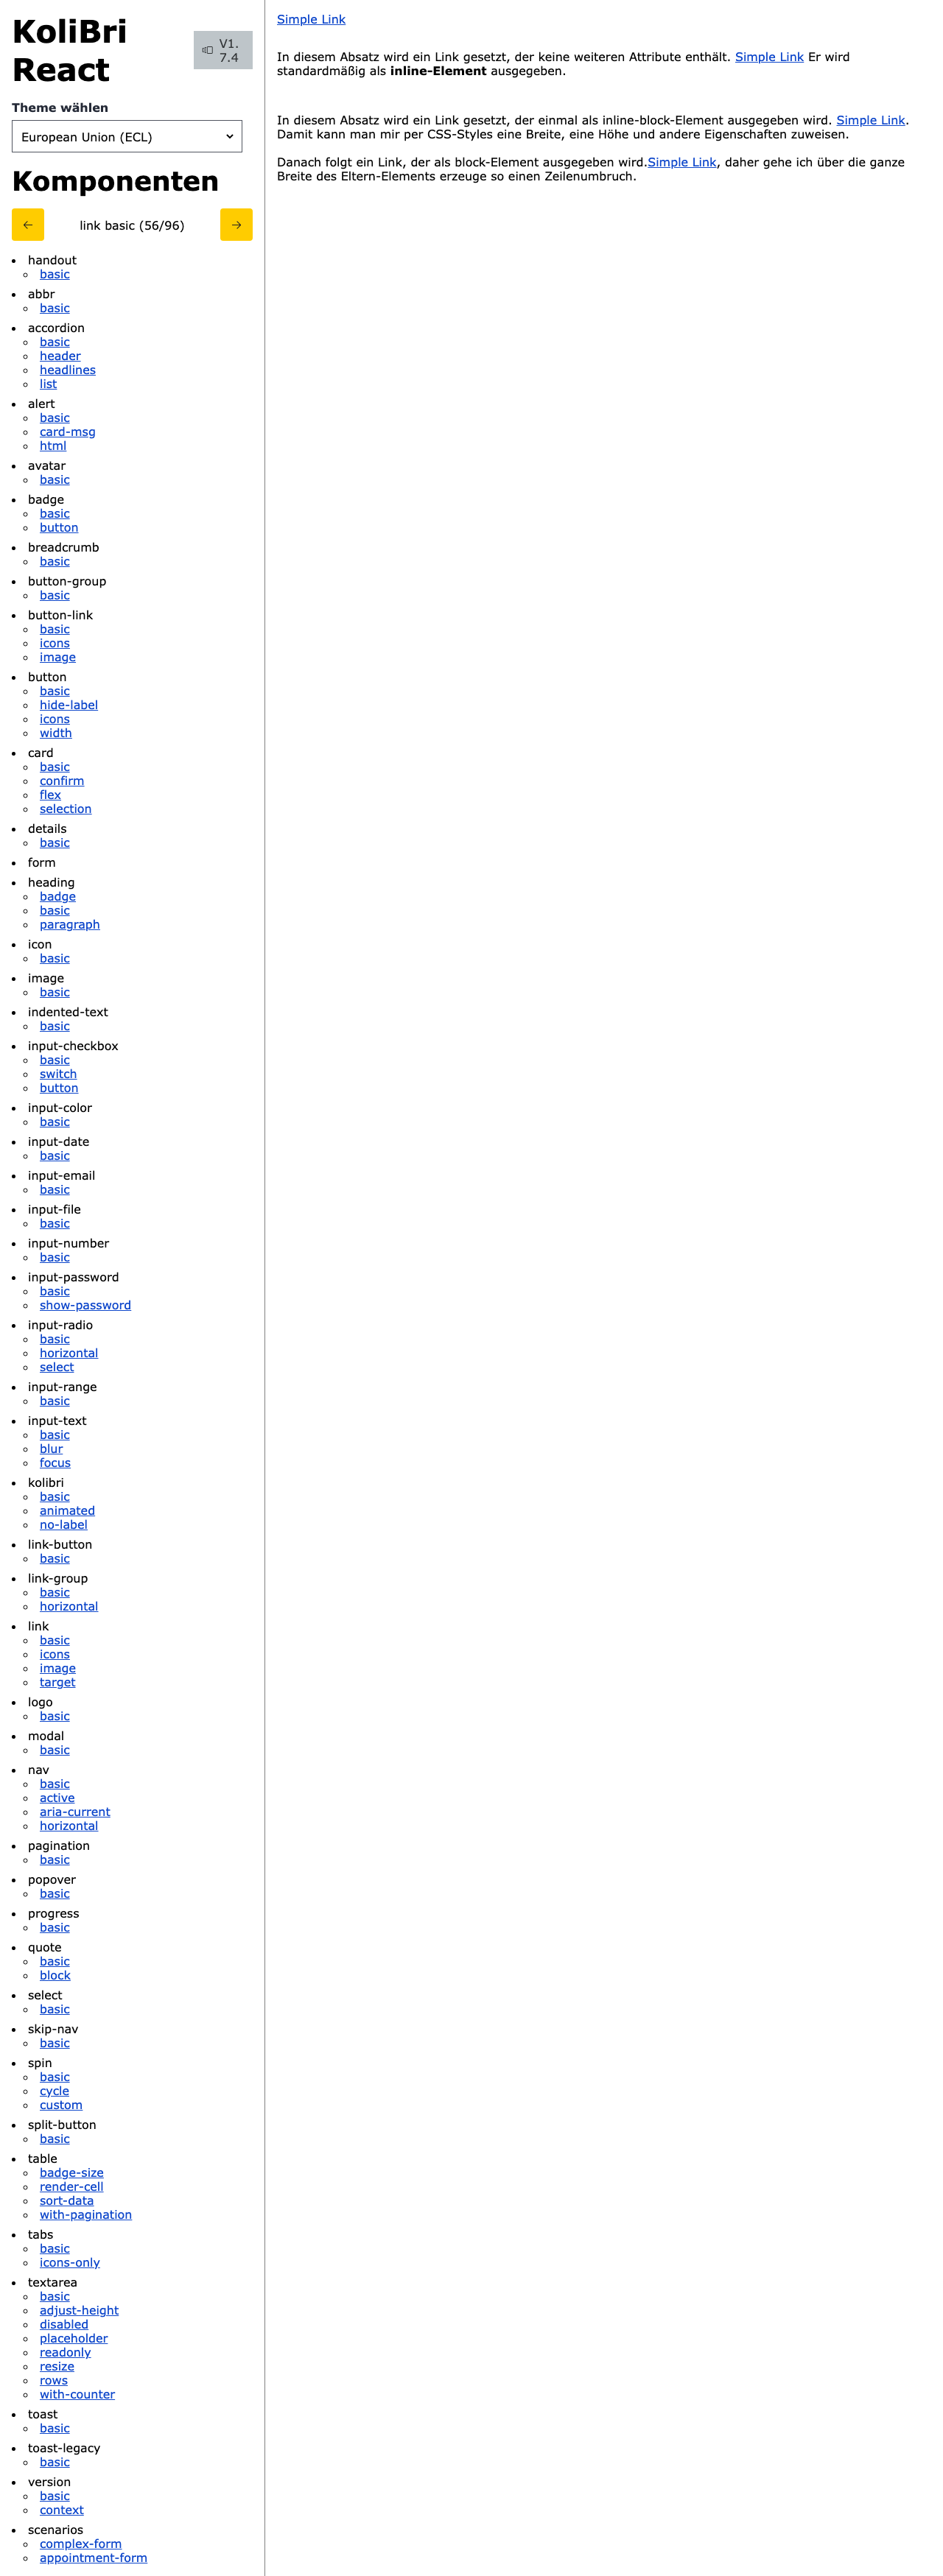 KoliBri
React
V1.
7.4
Theme wählen
European Union (ECL)
Komponenten
link basic (56/96)
handout
basic
abbr
basic
accordion
basic
header
headlines
list
alert
basic
card-msg
html
avatar
basic
badge
basic
button
breadcrumb
basic
button-group
basic
button-link
basic
icons
image
button
basic
hide-label
icons
width
card
basic
confirm
flex
selection
details
basic
form
heading
badge
basic
paragraph
icon
basic
image
basic
indented-text
basic
input-checkbox
basic
switch
button
input-color
basic
input-date
basic
input-email
basic
input-file
basic
input-number
basic
input-password
basic
show-password
input-radio
basic
horizontal
select
input-range
basic
input-text
basic
blur
focus
kolibri
basic
animated
no-label
link-button
basic
link-group
basic
horizontal
link
basic
icons
image
target
logo
basic
modal
basic
nav
basic
active
aria-current
horizontal
pagination
basic
popover
basic
progress
basic
quote
basic
block
select
basic
skip-nav
basic
spin
basic
cycle
custom
split-button
basic
table
badge-size
render-cell
sort-data
with-pagination
tabs
basic
icons-only
textarea
basic
adjust-height
disabled
placeholder
readonly
resize
rows
with-counter
toast
basic
toast-legacy
basic
version
basic
context
scenarios
complex-form
appointment-form
Simple Link
In diesem Absatz wird ein Link gesetzt, der keine weiteren Attribute enthält. Simple Link Er wird
standardmäßig als inline-Element ausgegeben.
In diesem Absatz wird ein Link gesetzt, der einmal als inline-block-Element ausgegeben wird. Simple Link.
Damit kann man mir per CSS-Styles eine Breite, eine Höhe und andere Eigenschaften zuweisen.
Danach folgt ein Link, der als block-Element ausgegeben wird.Simple Link, daher gehe ich über die ganze
Breite des Eltern-Elements erzeuge so einen Zeilenumbruch.